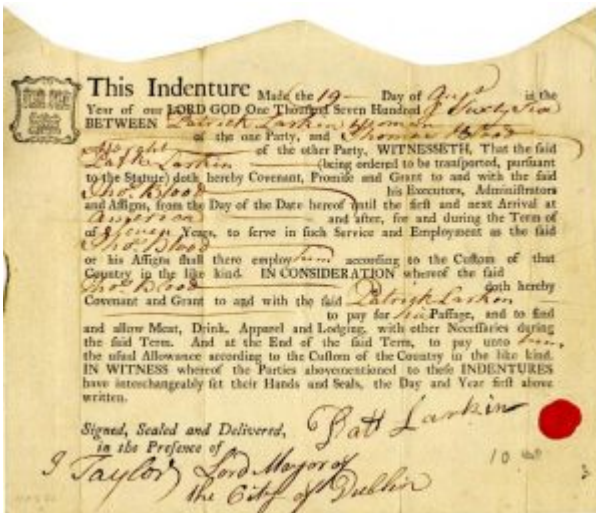 This Indenture Made the 19 Day of Augst in the
Year of our LORD GOD One Thousand Seven Hundred & Sixty Six
BETWEEN Patrick Larkin Yeoman
of the one Party, and Thomas Blood
of the other Party, WITNESSETH, That the said
Patk Larkin (being ordered to be transported, pursuant
to the Statute) doth hereby Covenant, Promise and Grant to and with the said
Thos. Blood his Executors, Administrators
and Assigns, from the Day of the Date hereof until the first and next Arrival at
America and after, for and during the Term of
of Seven Years, to serve in such Service and Employment as the said
Thos. Blood
or his Assigns shall there employ him according to the Custom of that
Country in the like kind. IN CONSIDERATION whereof the said
Thos. Blood doth hereby
Covenant and Grant to and with the said Patrick Larken
to pay for his Passage, and to find
and allow Meat, Drink, Apparel and Lodging, with other Necessaries during
the said Term. And at the End of the said Term, to pay unto him
the usual Allowance according to the Custom of the Country in the like kind.
IN WITNESS whereof the Parties abovementioned to these INDENTURES
have interchangeably set their Hands and Seals, the Day and Year first above
written.
Signed, Sealed and Delivered,
in the Presence of
Patt Larkin
J Taylor Lord Mayor of
the City of Dublin
10